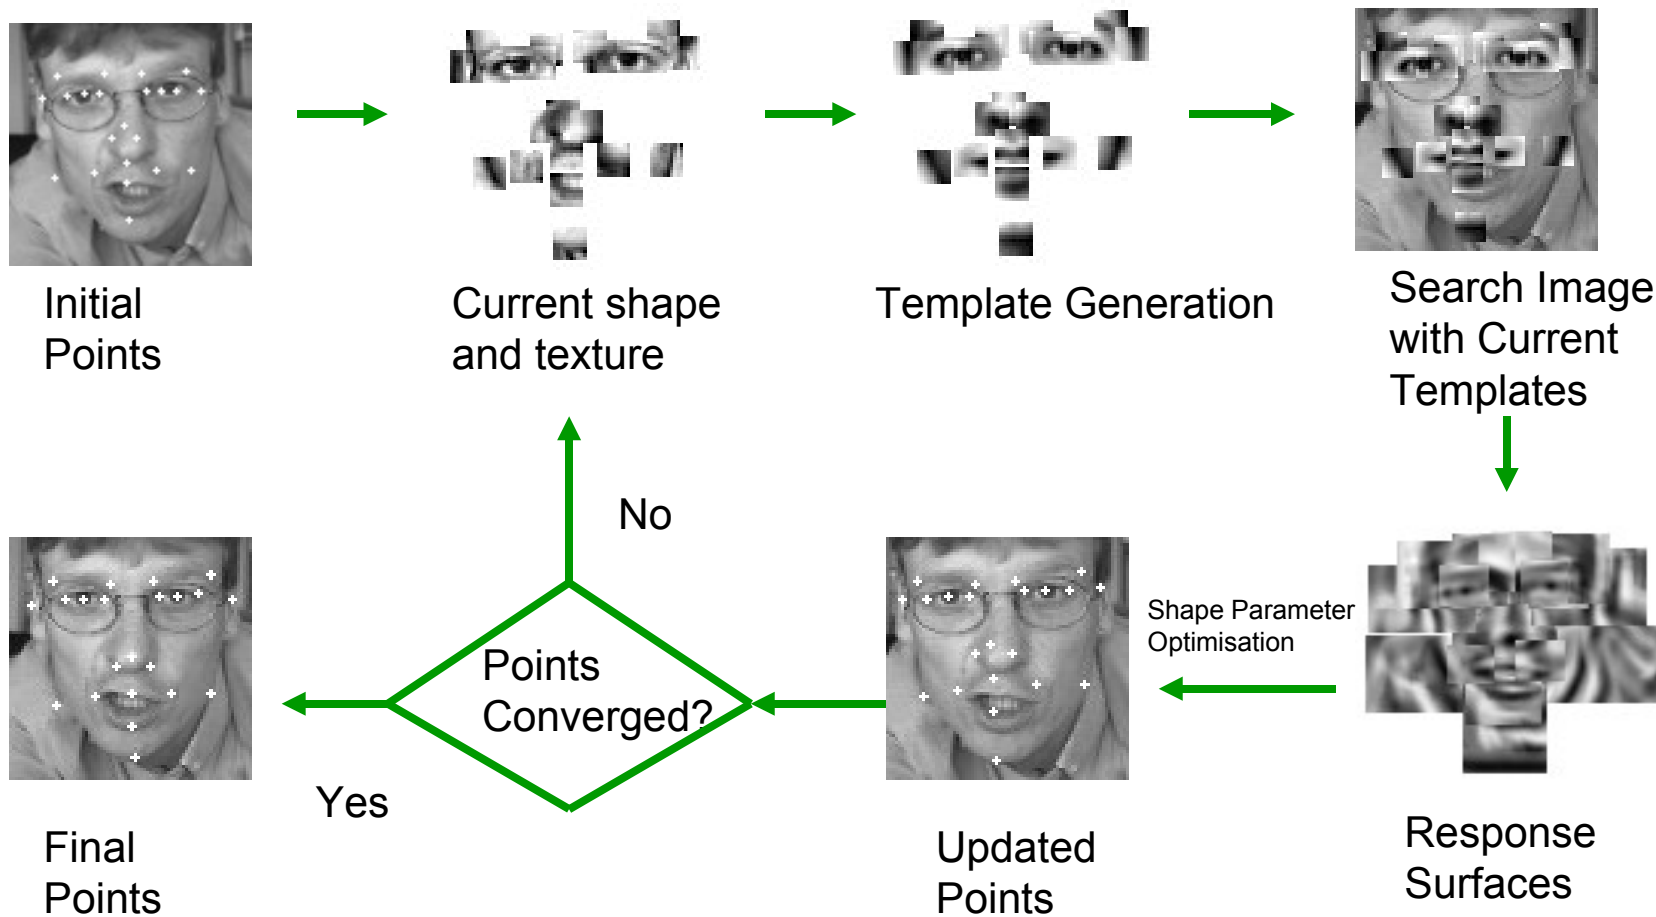 Initial
Points
Current shape
and texture
Template Generation
Search Image
with Current
Templates
No
Points
Converged?
Yes
Shape Parameter
Optimisation
Final
Points
Updated
Points
Response
Surfaces